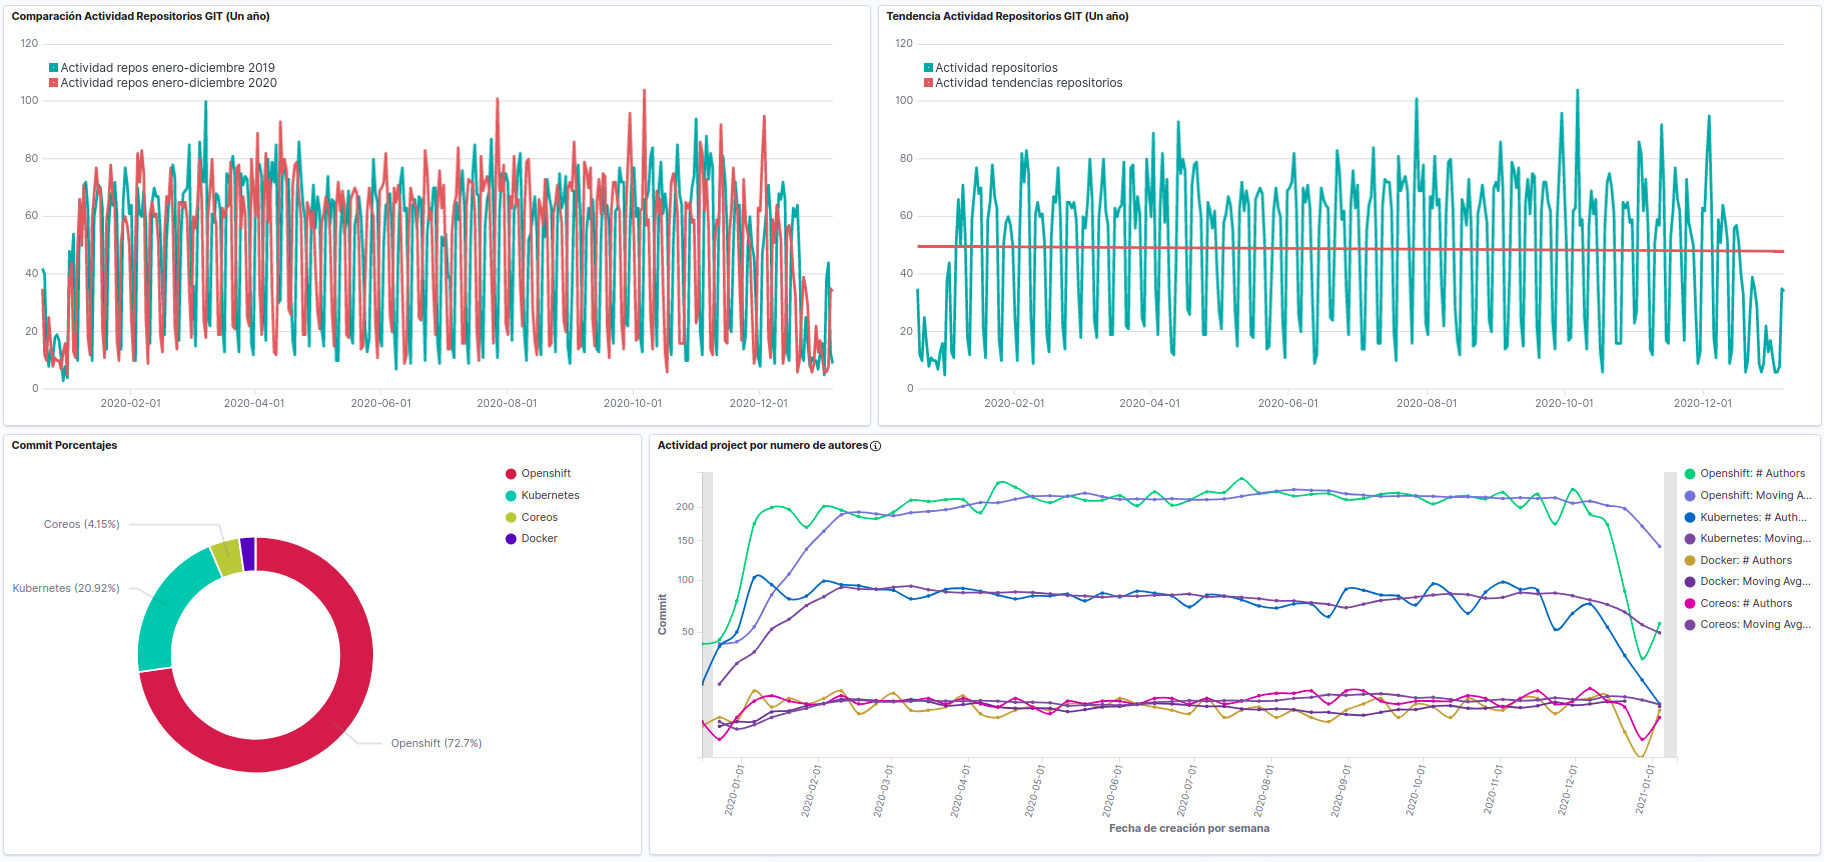 Comparación Actividad Repositorios GIT (Un año)
120
100
80
60
40
20
0
Actividad repos enero-diciembre 2019
Actividad repos enero-diciembre 2020
2020-02-01
2020-04-01
2020-06-01
2020-08-01
2020-10-01
2020-12-01
Tendencia Actividad Repositorios GIT (Un año)
120
100
80
60
40
20
0
Actividad repositorios
Actividad tendencias repositorios
2020-02-01
2020-04-01
2020-06-01
2020-08-01
2020-10-01
2020-12-01
Commit Porcentajes
Openshift
Kubernetes
Coreos
Docker
Coreos (4.15%)
Kubernetes (20.92%)
Openshift (72.7%)
Actividad project por numero de autores
200
150
100
50
Commit
2020-01-01
2020-02-01
2020-03-01
2020-04-01
2020-05-01
2020-06-01
2020-07-01
2020-08-01
2020-09-01
2020-10-01
2020-11-01
2020-12-01
2021-01-01
Fecha de creación por semana
Openshift: # Authors
Openshift: Moving A...
Kubernetes: # Auth...
Kubernetes: Moving...
Docker: # Authors
Docker: Moving Avg...
Coreos: # Authors
Coreos: Moving Avg...